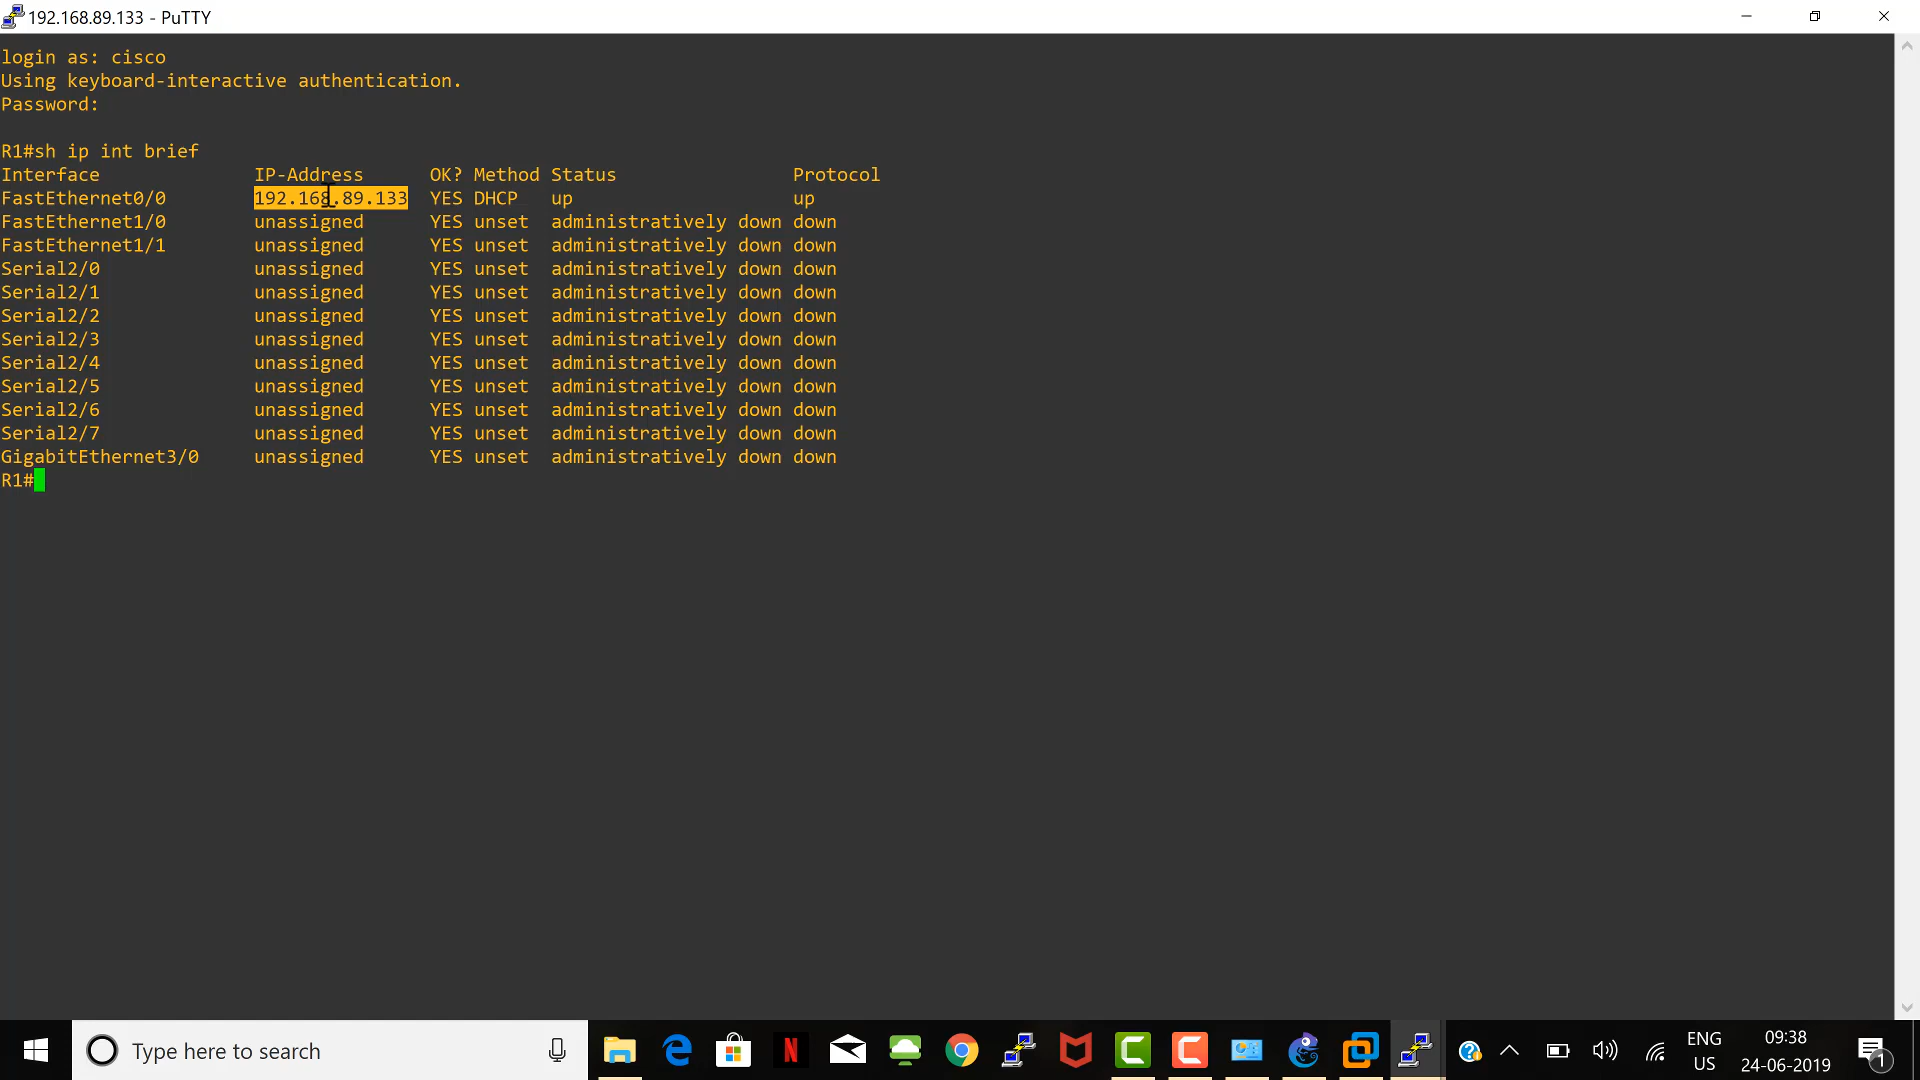 192.168.89.133 - PuTTY
login as: cisco
Using keyboard-interactive authentication.
Password:
R1#sh ip int brief
Interface IP-Address OK? Method Status Protocol
FastEthernet0/0 192.168.89.133 YES DHCP up up
FastEthernet1/0 unassigned YES unset administratively down down
FastEthernet1/1 unassigned YES unset administratively down down
Serial2/0 unassigned YES unset administratively down down
Serial2/1 unassigned YES unset administratively down down
Serial2/2 unassigned YES unset administratively down down
Serial2/3 unassigned YES unset administratively down down
Serial2/4 unassigned YES unset administratively down down
Serial2/5 unassigned YES unset administratively down down
Serial2/6 unassigned YES unset administratively down down
Serial2/7 unassigned YES unset administratively down down
GigabitEthernet3/0 unassigned YES unset administratively down down
R1#
Type here to search
ENG
US
09:38
24-06-2019
1